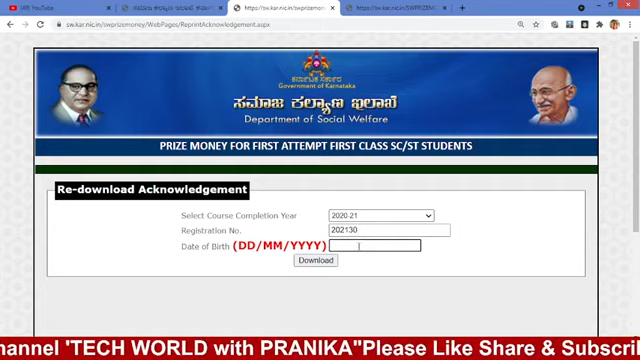 (28) YouTube
https://sw.kar.nic.in/swprizemoney
https://sw.kar.nic.in/SWPRIZEM
sw.kar.nic.in/swprizemoney/WebPages/ReprintAcknowledgement.aspx
ಕರ್ನಾಟಕ ಸರ್ಕಾರ
Government of Karnataka
ಸಮಾಜ ಕಲ್ಯಾಣ ಇಲಾಖೆ
Department of Social Welfare
PRIZE MONEY FOR FIRST ATTEMPT FIRST CLASS SC/ST STUDENTS
Re-download Acknowledgement
Select Course Completion Year 2020-21
Registration No. 202130
Date of Birth (DD/MM/YYYY)
Download
hannel 'TECH WORLD with PRANIKA"Please Like Share & Subscri